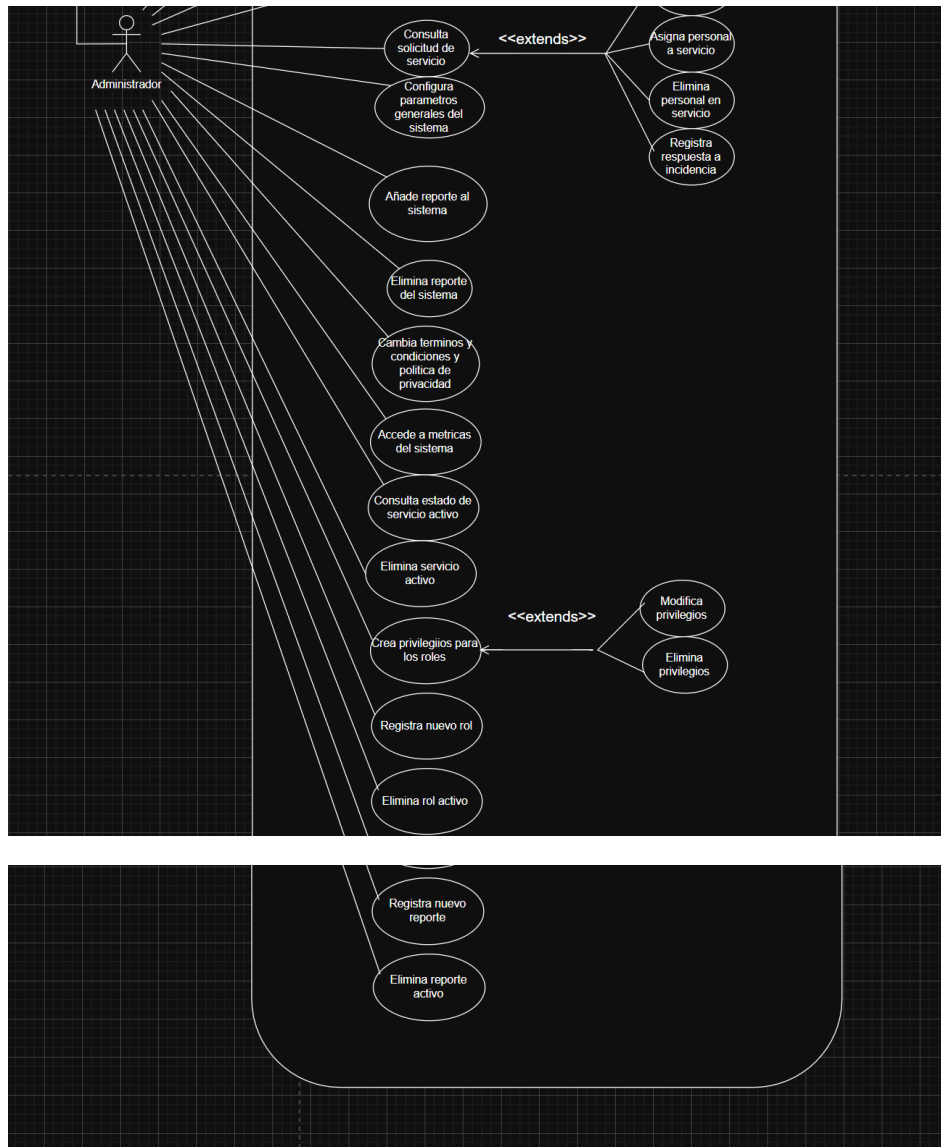 Administrador
Consulta
solicitud de
servicio
<<extends>>
Asigna personal
a servicio
Configura
parametros
generales del
sistema
Elimina
personal en
servicio
Registra
respuesta a
incidencia
Añade reporte al
sistema
Elimina reporte
del sistema
Cambia terminos y
condiciones y
politica de
privacidad
Accede a metricas
del sistema
Consulta estado de
servicio activo
Elimina servicio
activo
<<extends>>
Modifica
privilegios
Crea privilegiios para
los roles
Elimina
privilegios
Registra nuevo rol
Elimina rol activo
Registra nuevo
reporte
Elimina reporte
activo